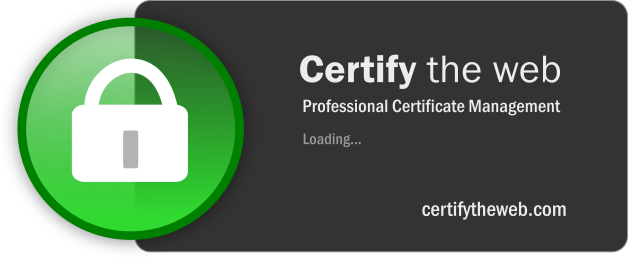 Certify the web
Professional Certificate Management
Loading...
certifytheweb.com